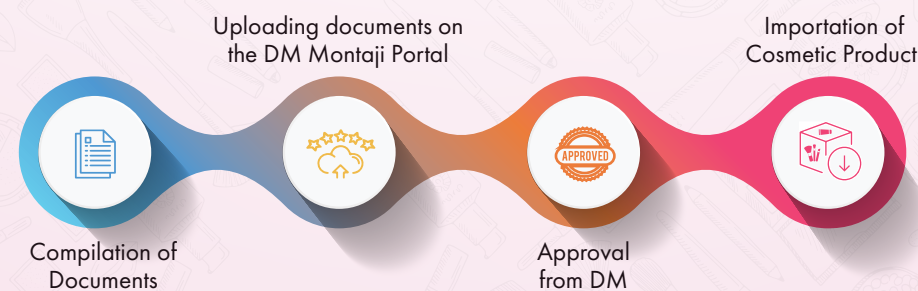 Compilation of
Documents
Uploading documents on
the DM Montaji Portal
APPROVED
Approval
from DM
Importation of
Cosmetic Product